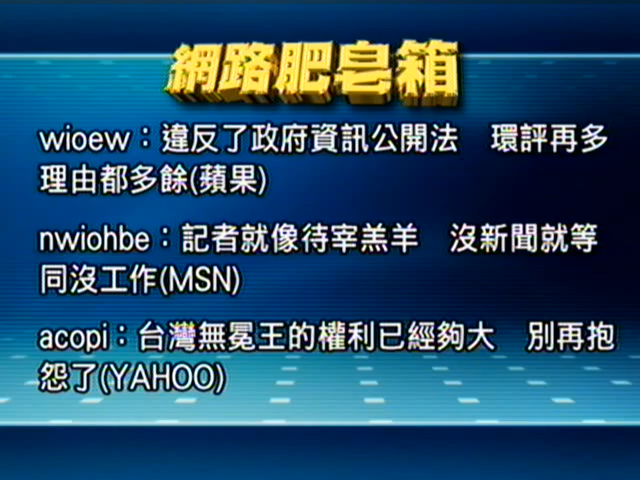 網路肥皂箱
wioew：違反了政府資訊公開法　環評再多
理由都多餘(蘋果)
nwiohbe：記者就像待宰羔羊　沒新聞就等
同沒工作(MSN)
acopi：台灣無冕王的權利已經夠大　別再抱
怨了(YAHOO)